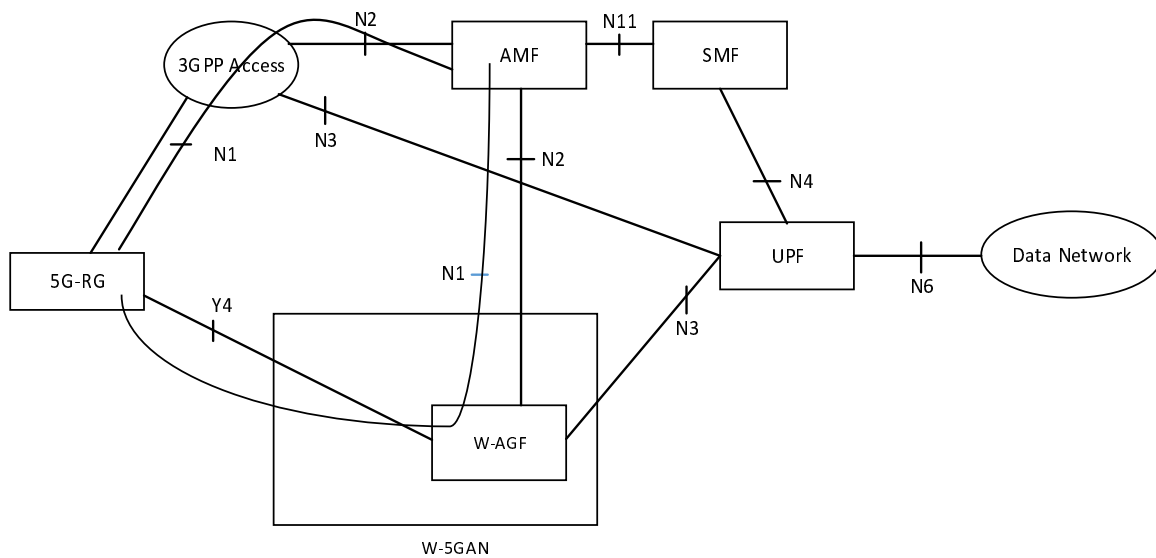 N2
N11
3GPP Access
AMF
SMF
N3
N1
N2
N4
5G-RG
N1
UPF
Data Network
Y4
N6
N3
W-AGF
W-5GAN